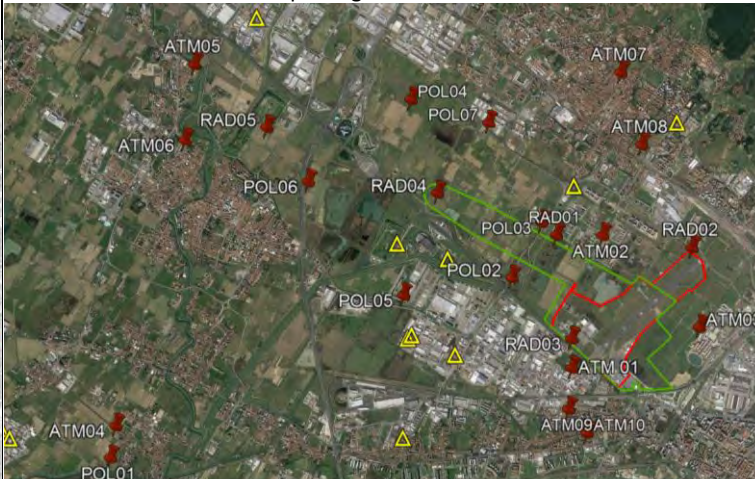 ATM05
ATM07
POL04
POL07
RAD05
ATM06
ATM08
POL06
RAD04
POL03
RAD01
ATM02
RAD02
POL02
POL05
RAD03
ATM 01
ATM04
ATM09
ATM10
POL01